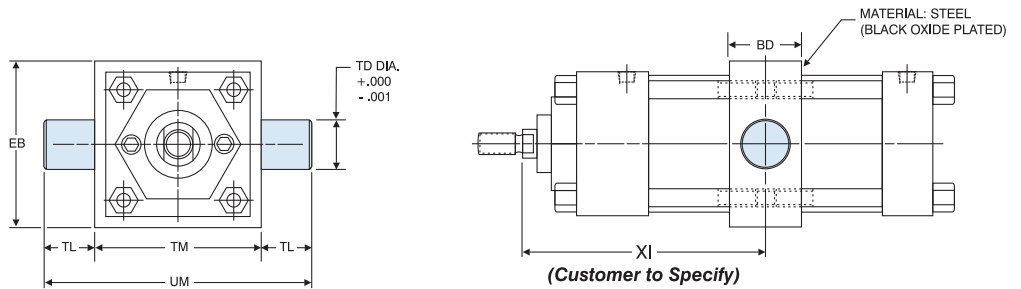 TD DIA.
+.000
- .001
EB
TL
TM
TL
UM
MATERIAL: STEEL
(BLACK OXIDE PLATED)
BD
XI
(Customer to Specify)